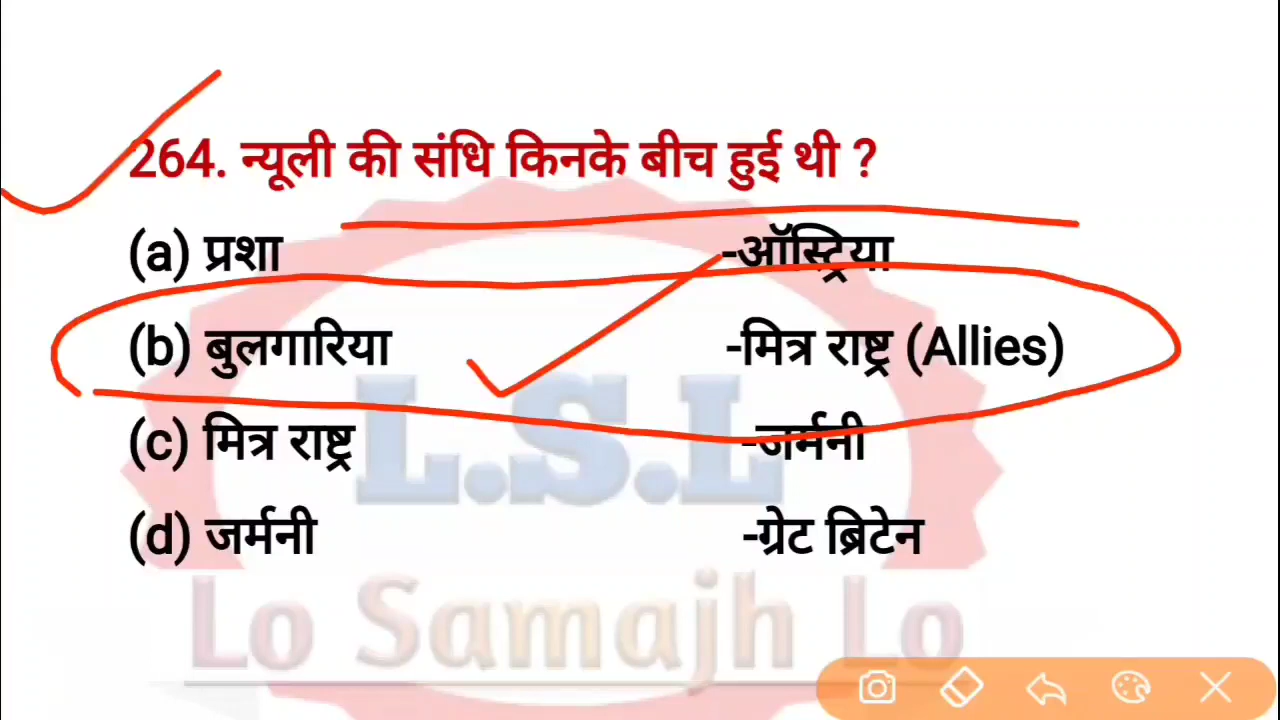 264. न्यूली की संधि किनके बीच हुई थी ?
(a) प्रशा -ऑस्ट्रिया
(b) बुलगारिया -मित्र राष्ट्र (Allies)
(c) मित्र राष्ट्र -जर्मनी
(d) जर्मनी -ग्रेट ब्रिटेन
L.S.L
Lo Samajh Lo